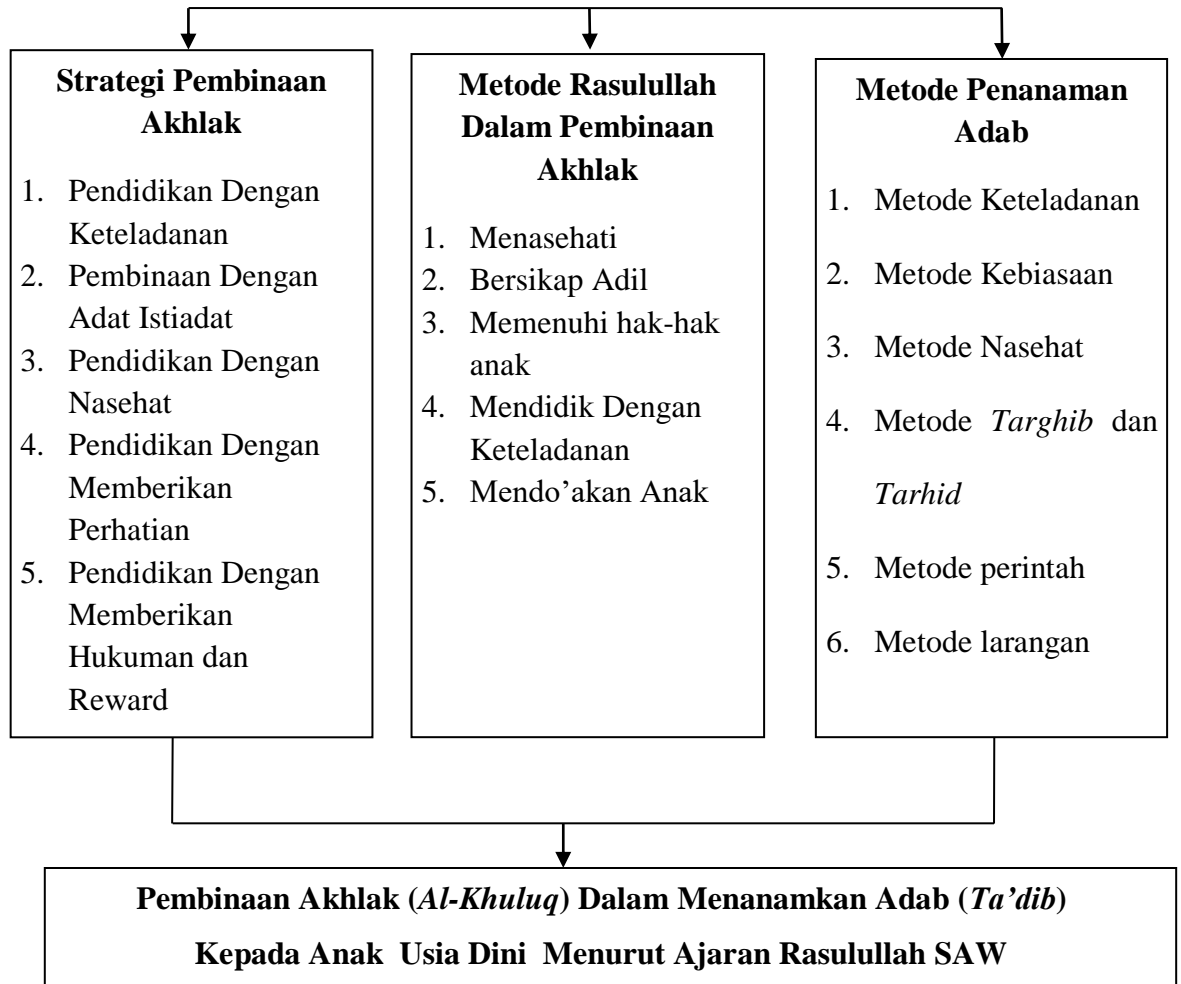 Strategi Pembinaan
Akhlak
1. Pendidikan Dengan
Keteladanan
2. Pembinaan Dengan
Adat Istiadat
3. Pendidikan Dengan
Nasehat
4. Pendidikan Dengan
Memberikan
Perhatian
5. Pendidikan Dengan
Memberikan
Hukuman dan
Reward
Metode Rasulullah
Dalam Pembinaan
Akhlak
1. Menasehati
2. Bersikap Adil
3. Memenuhi hak-hak
anak
4. Mendidik Dengan
Keteladanan
5. Mendo’akan Anak
Metode Penanaman
Adab
1. Metode Keteladanan
2. Metode Kebiasaan
3. Metode Nasehat
4. Metode Targhib dan
Tarhid
5. Metode perintah
6. Metode larangan
Pembinaan Akhlak (Al-Khuluq) Dalam Menanamkan Adab (Ta’dib)
Kepada Anak Usia Dini Menurut Ajaran Rasulullah SAW